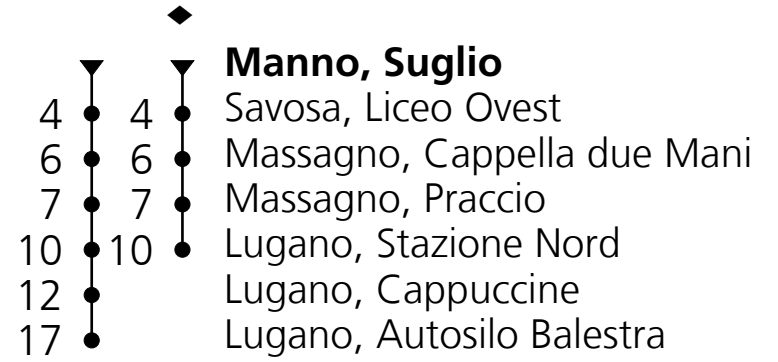 Manno, Suglio
4 4 Savosa, Liceo Ovest
6 6 Massagno, Cappella due Mani
7 7 Massagno, Praccio
10 10 Lugano, Stazione Nord
12 Lugano, Cappuccine
17 Lugano, Autosilo Balestra